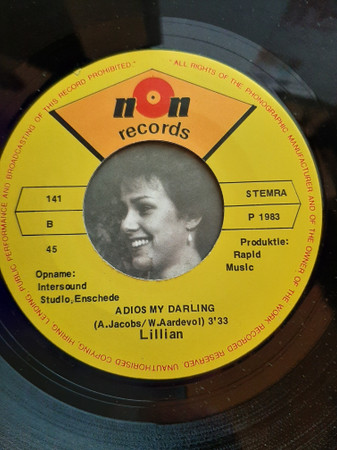 non
records
141
B
45
STEMRA
P 1983
Opname:
Intersound
Studio, Enschede
Produktie:
Rapid
Music
ADIOS MY DARLING
(A.Jacobs/W.Aardevol) 3'33
Lillian
"ALL RIGHTS OF THE PHONOGRAPHIC MANUFACTURER AND OF THE OWNER OF THE WORK RECORDED RESERVED UNAUTHORISED COPYING, HIRING, LENDING, PUBLIC PERFORMANCE AND BROADCASTING OF THIS RECORD PROHIBITED."